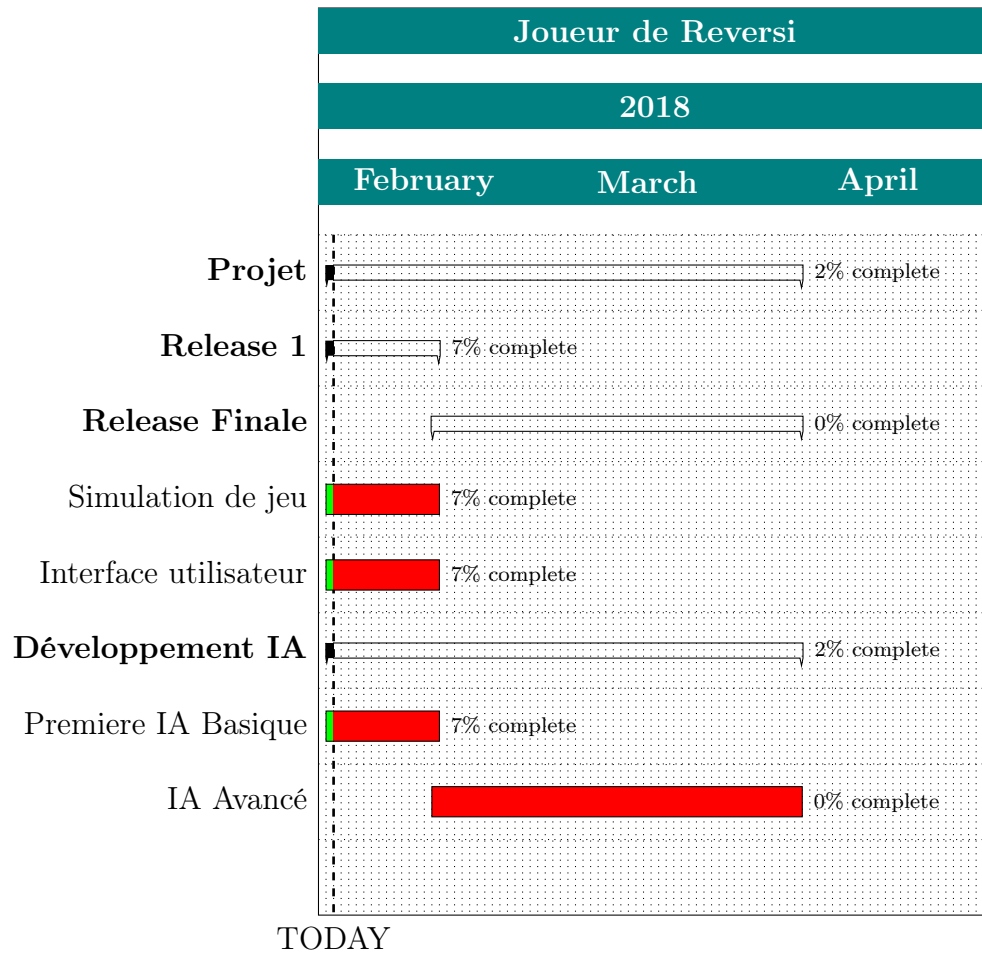 Joueur de Reversi
2018
February March April
Projet 2% complete
Release 1 7% complete
Release Finale 0% complete
Simulation de jeu 7% complete
Interface utilisateur 7% complete
Développement IA 2% complete
Premiere IA Basique 7% complete
IA Avancé 0% complete
TODAY